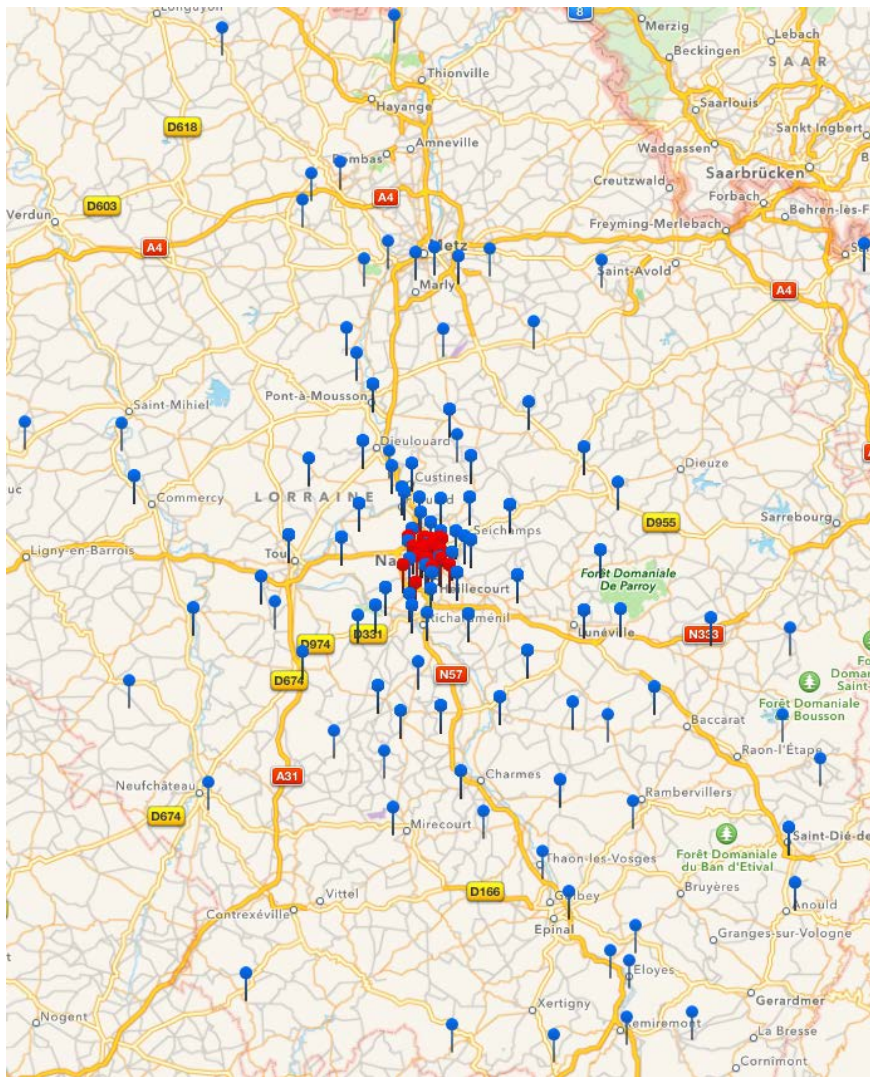 Longuyon
8
Merzig
Lebach
Beckingen
SAAR
Thionville
Hayange
Saarlouis
D618
Sankt Ingbert
Amneville
Wadgassen
Saarbrücken
Creutzwald
Forbach
D603
A4
Verdun
Behren-lès-F
Freyming-Merlebach
A4
Metz
Saint-Avold
Marly
A4
Pont-à-Mousson
Saint-Mihiel
Dieulouard
Dieuze
Custines
LORRAINE
Commercy
Seichamps
D955
Sarrebourg
Ligny-en-Barrois
Forêt Domaniale
De Parroy
Richardménil
Lunéville
D331
N333
D974
D674
N57
Forêt Domaniale
Bousson
Baccarat
Raon-l'Étape
A31
Charmes
Neufchâteau
Rambervillers
D674
Mirecourt
Saint-Dié-de
Forêt Domaniale
du Ban d'Etival
Thaon-les-Vosges
Vittel
D166
Bruyères
Contrexéville
Anould
Epinal
Granges-sur-Vologne
Eloyes
Gerardmer
Xertigny
Nogent
Remiremont
La Bresse
Cornimont